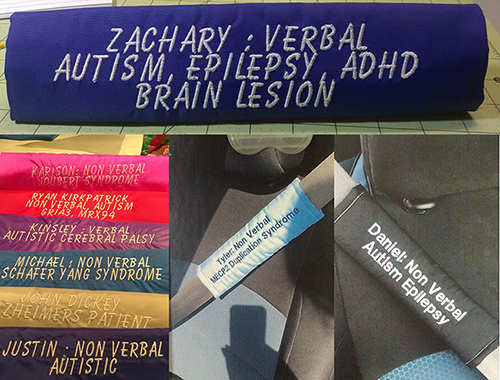 ZACHARY : VERBAL
AUTISM, EPILEPSY, ADHD
BRAIN LESION
KARISON: NON VERBAL
JOUBERT SYNDROME
RYAN KIRKPATRICK
NON VERBAL AUTISM
GRIA3, MRX94
KINSLEY : VERBAL
AUTISTIC CEREBRAL PALSY
MICHAEL : NON VERBAL
SCHAFER YANG SYNDROME
JOHN DICKEY
ZHEIMERS PATIENT
JUSTIN : NON VERBAL
AUTISTIC
Tyler: Non Verbal
MECP2 Duplication Syndrome
Daniel: Non Verbal
Autism Epilepsy